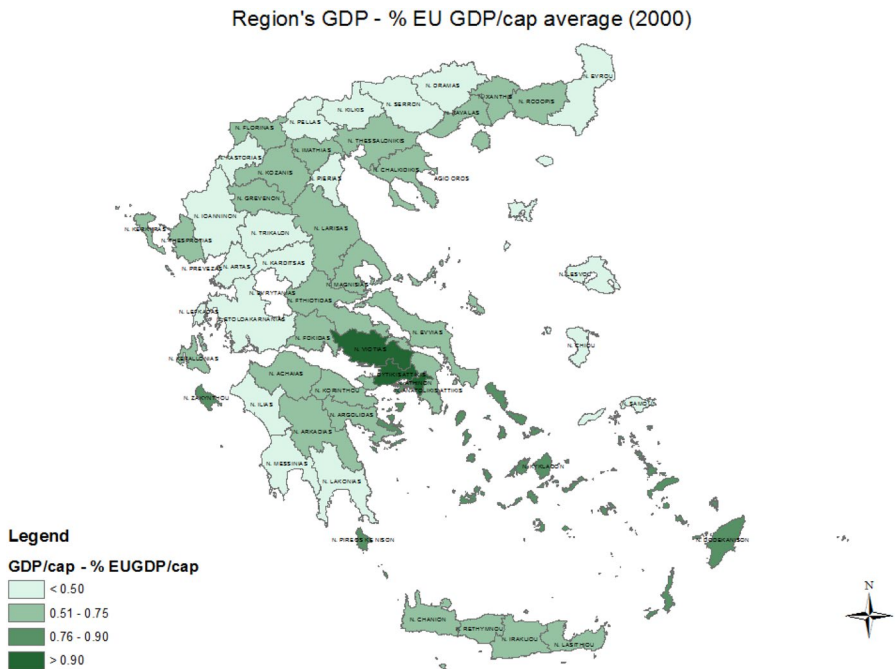 Region's GDP - % EU GDP/cap average (2000)
N. EVROU
N. DRAMAS
N. XANTHIS
N. RODOPIS
N. SERRON
N. KAVALAS
N. KILKIS
N. PELLAS
N. FLORINAS
N. THESSALONIKIS
N. IMATHIAS
N. KASTORIAS
N. KOZANIS
N. PIERIAS
N. CHALKIDIKIS
AGIO OROS
N. GREVENON
N. IOANNINON
N. KERKYRAS
N. THESPROTIAS
N. TRIKALON
N. LARISAS
N. PREVEZAS
N. ARTAS
N. KARDITSAS
N. LESVOU
N. MAGNISIAS
N. EVRYTANIAS
N. FTHIOTIDAS
N. LEFKADAS
N. FOKIDAS
N. EVVIAS
N. VIOTIAS
N. CHIOU
N. KEFALLONIAS
N. ACHAIAS
N. ZAKYNTHOU
N. KORINTHOU
N. ILIAS
N. ARGOLIDAS
N. SAMOU
N. ARKADIAS
N. MESSINIAS
N. KYKLADON
N. LAKONIAS
N. DODEKANISON
Legend
GDP/cap - % EUGDP/cap
< 0.50
0.51 - 0.75
0.76 - 0.90
> 0.90
N
N. CHANION
N. RETHYMNOU
N. IRAKLIOU
N. LASITHIOU